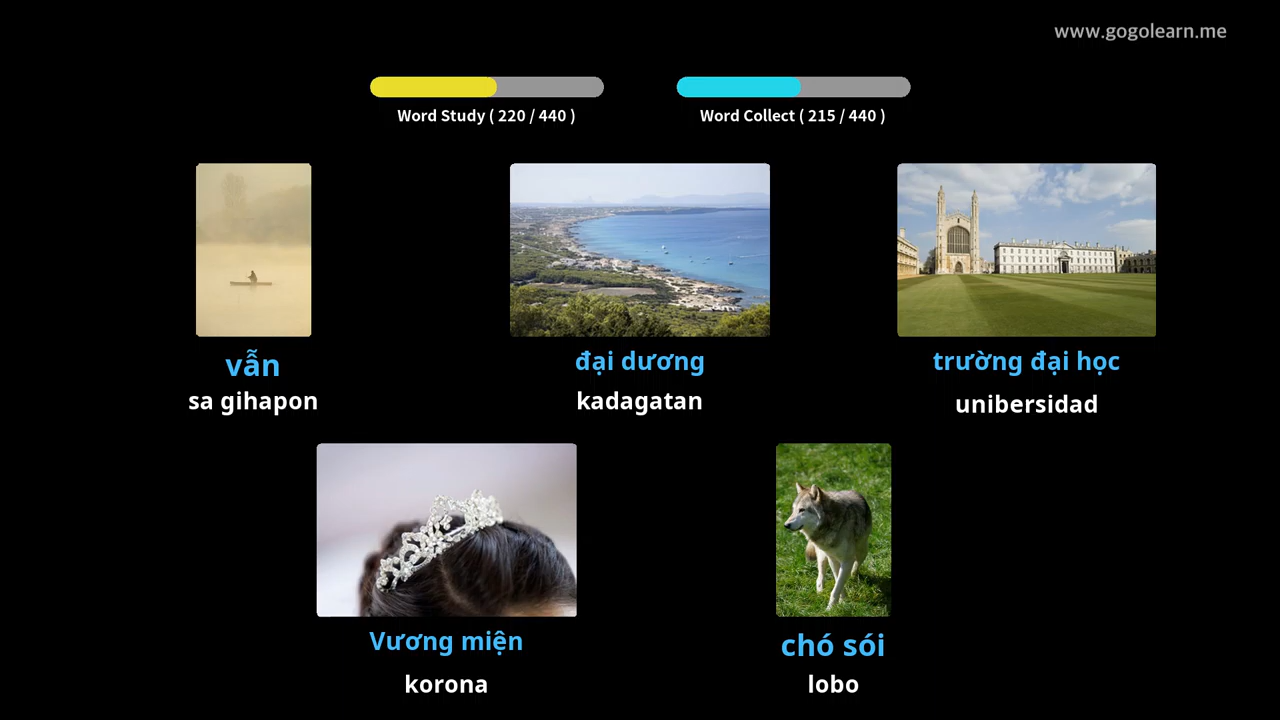 www.gogolearn.me
Word Study ( 220 / 440 )
Word Collect ( 215 / 440 )
vẫn
sa gihapon
đại dương
kadagatan
trường đại học
unibersidad
Vương miện
korona
chó sói
lobo